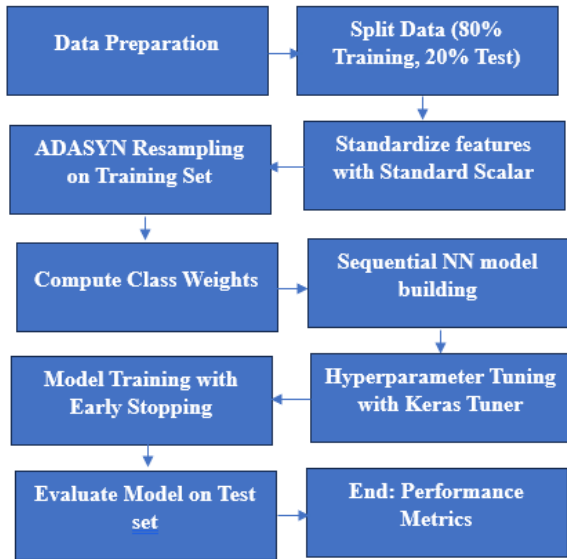 Data Preparation
Split Data (80%
Training, 20% Test)
ADASYN Resampling
on Training Set
Standardize features
with Standard Scalar
Compute Class Weights
Sequential NN model
building
Model Training with
Early Stopping
Hyperparameter Tuning
with Keras Tuner
Evaluate Model on Test
set
End: Performance
Metrics